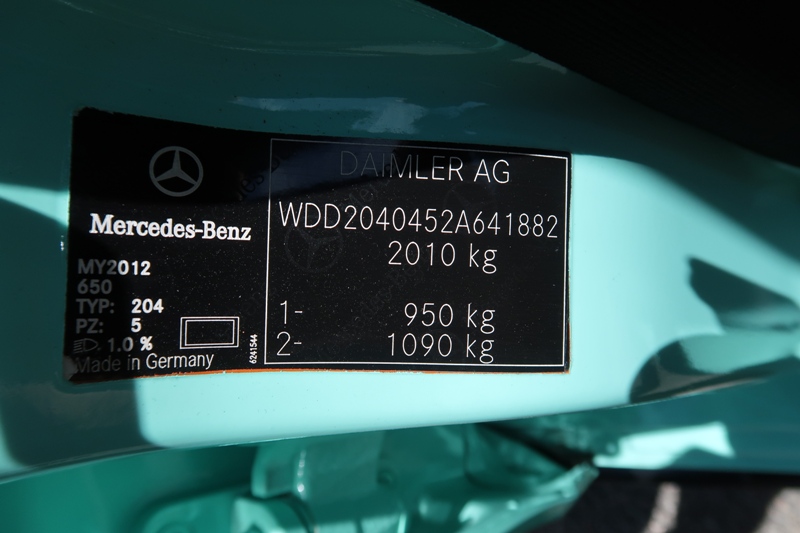 Mercedes-Benz
MY2012
650
TYP: 204
PZ: 5
1.0 %
Made in Germany
6241544
DAIMLER AG
WDD2040452A641882
2010 kg
1- 950 kg
2- 1090 kg